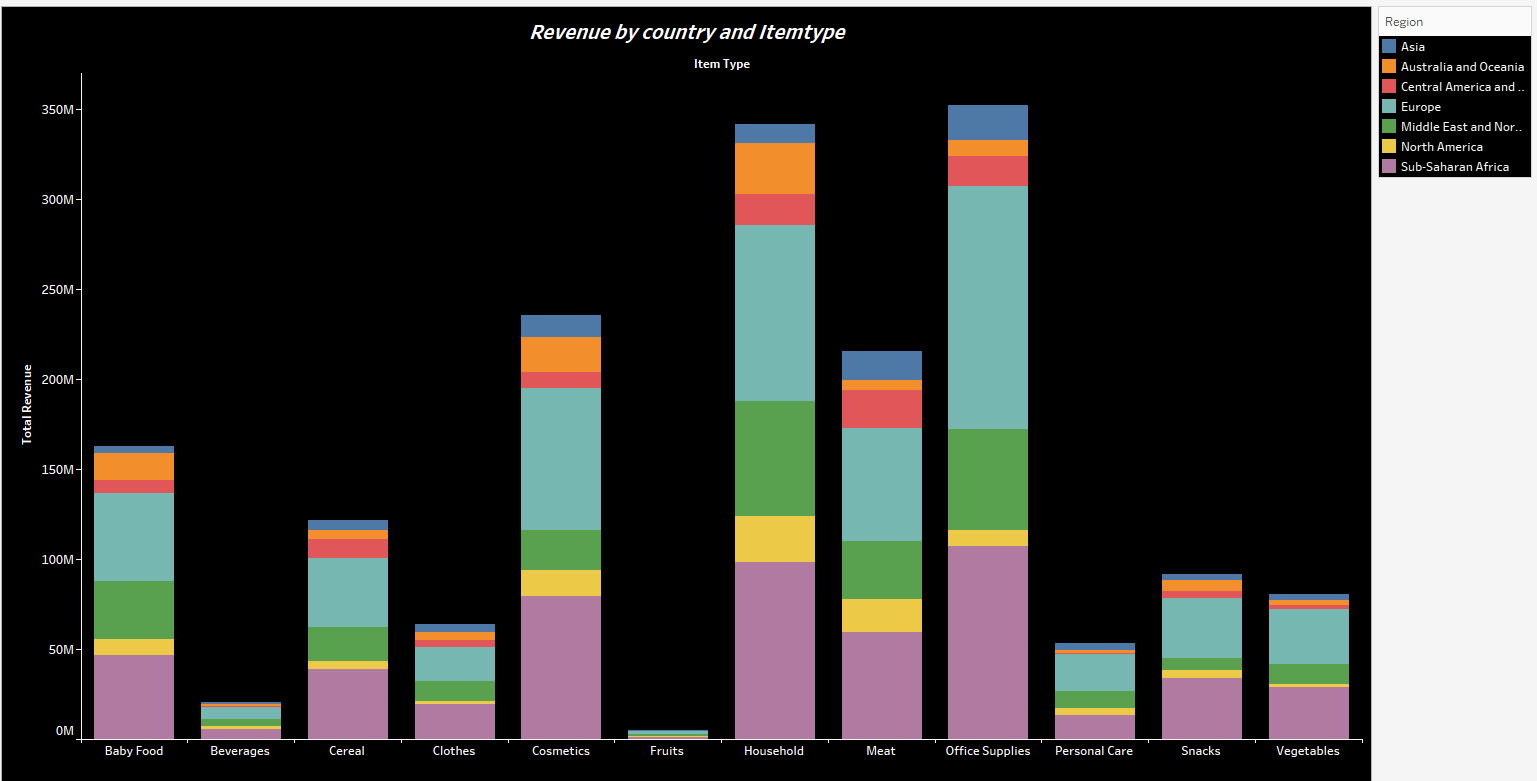 Revenue by country and Itemtype
Item Type
Region
Asia
Australia and Oceania
Central America and ..
Europe
Middle East and Nor..
North America
Sub-Saharan Africa
350M
300M
250M
200M
150M
100M
50M
0M
Total Revenue
Baby Food
Beverages
Cereal
Clothes
Cosmetics
Fruits
Household
Meat
Office Supplies
Personal Care
Snacks
Vegetables